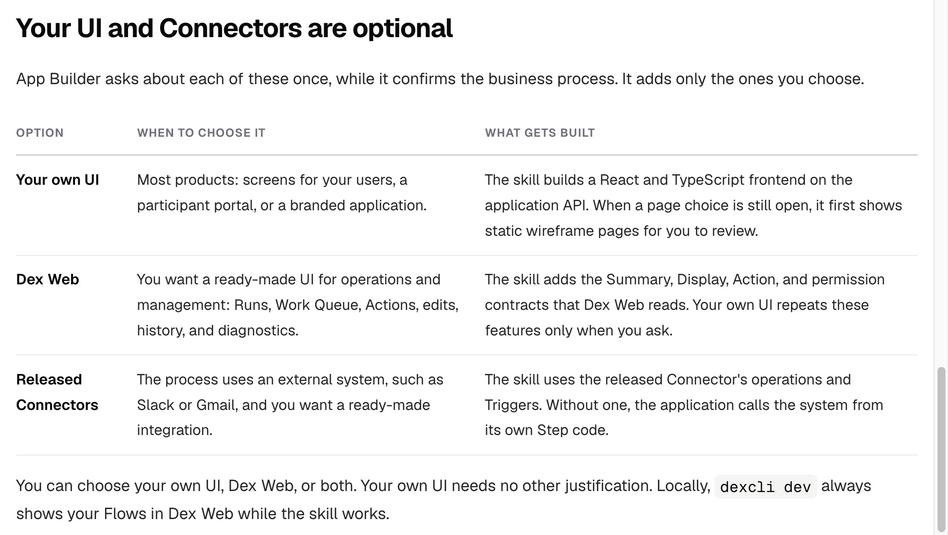 Your UI and Connectors are optional
App Builder asks about each of these once, while it confirms the business process. It adds only the ones you choose.
OPTION WHEN TO CHOOSE IT WHAT GETS BUILT
Your own UI Most products: screens for your users, a The skill builds a React and TypeScript frontend on the
participant portal, or a branded application. application API. When a page choice is still open, it first shows
static wireframe pages for you to review.
Dex Web You want a ready-made UI for operations and The skill adds the Summary, Display, Action, and permission
management: Runs, Work Queue, Actions, edits, contracts that Dex Web reads. Your own UI repeats these
history, and diagnostics. features only when you ask.
Released The process uses an external system, such as The skill uses the released Connector's operations and
Connectors Slack or Gmail, and you want a ready-made Triggers. Without one, the application calls the system from
integration. its own Step code.
You can choose your own UI, Dex Web, or both. Your own UI needs no other justification. Locally, dexcli dev always
shows your Flows in Dex Web while the skill works.